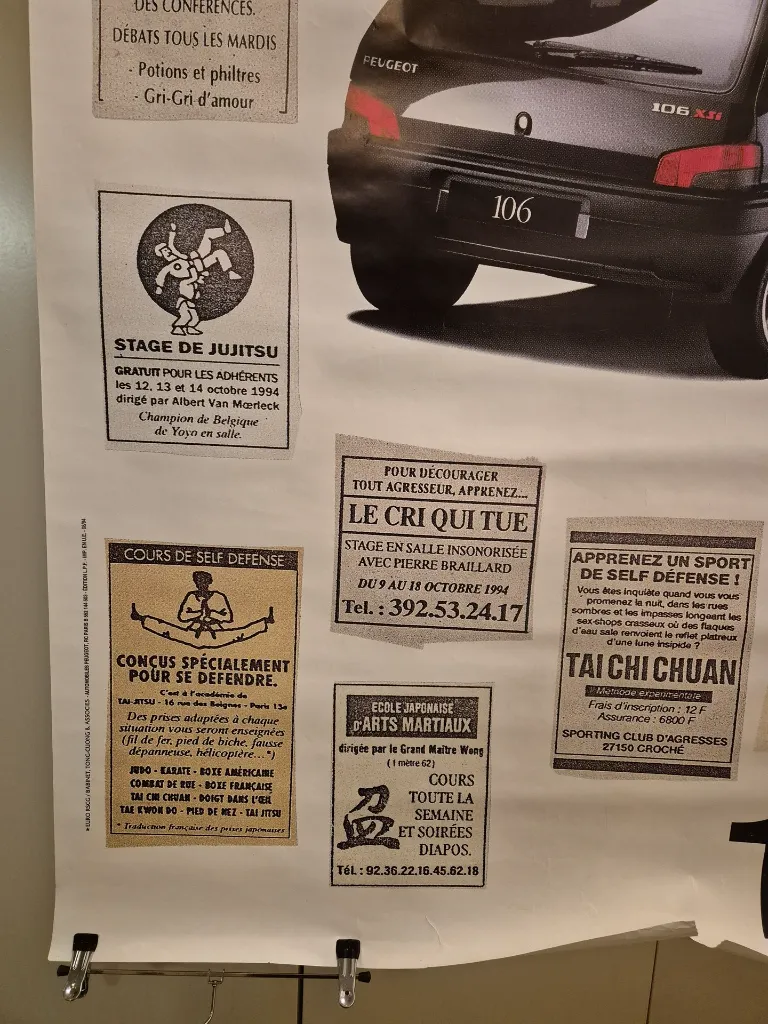 DES CONFÉRENCES.
DÉBATS TOUS LES MARDIS
- Potions et philtres
- Gri-Gri d'amour
PEUGEOT
106 XSi
106
STAGE DE JUJITSU
GRATUIT POUR LES ADHÉRENTS
les 12, 13 et 14 octobre 1994
dirigé par Albert Van Mœrleck
Champion de Belgique
de Yoyo en salle.
POUR DÉCOURAGER
TOUT AGRESSEUR, APPRENEZ...
LE CRI QUI TUE
STAGE EN SALLE INSONORISÉE
AVEC PIERRE BRAILLARD
DU 9 AU 18 OCTOBRE 1994
Tel. : 392.53.24.17
COURS DE SELF DEFENSE
CONÇUS SPÉCIALEMENT
POUR SE DEFENDRE.
C'est à l'académie de
TAI-JITSU - 16 rue des Beignes - Paris 13e
Des prises adaptées à chaque
situation vous seront enseignées
(fil de fer, pied de biche, fausse
dépanneuse, hélicoptère...*)
JUDO - KARATE - BOXE AMÉRICAINE
COMBAT DE RUE - BOXE FRANÇAISE
TAI CHI CHUAN - DOIGT DANS L'ŒIL
TAE KWON DO - PIED DE NEZ - TAI JITSU
* Traduction française des prises japonaises
APPRENEZ UN SPORT
DE SELF DÉFENSE !
Vous êtes inquiète quand vous vous
promenez la nuit, dans les rues
sombres et les impasses longeant les
sex-shops crasseux où des flaques
d'eau sale renvoient le reflet platreux
d'une lune insipide ?
TAI CHI CHUAN
Méthode expérimentale
Frais d'inscription : 12 F
Assurance : 6800 F
SPORTING CLUB D'AGRESSES
27150 CROCHÉ
ECOLE JAPONAISE
D'ARTS MARTIAUX
dirigée par le Grand Maître Wong
(1 mètre 62)
COURS
TOUTE LA
SEMAINE
ET SOIRÉES
DIAPOS.
Tél. : 92.36.22.16.45.62.18